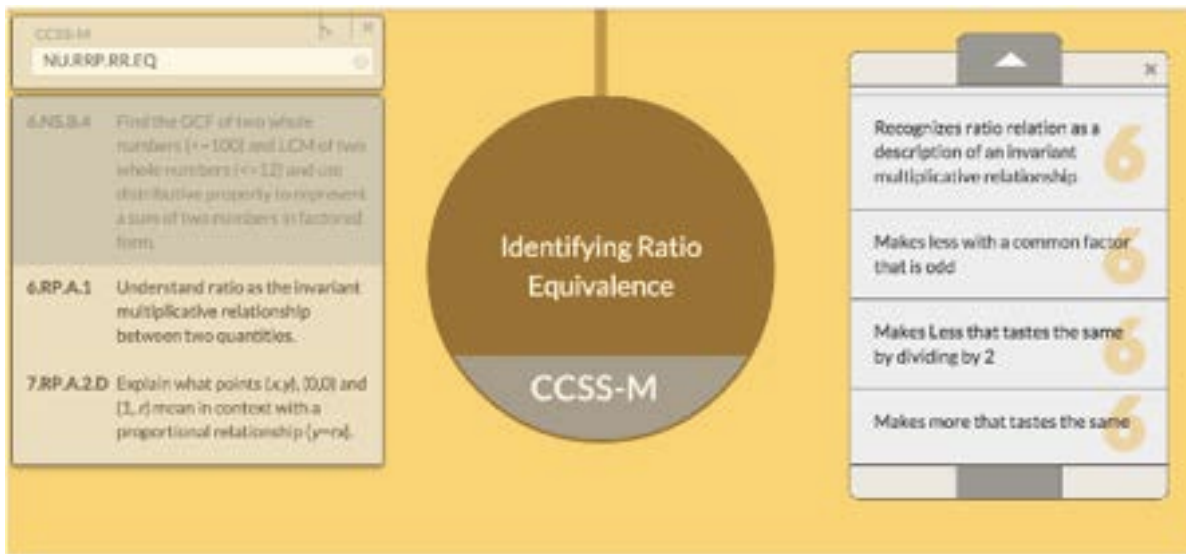 CCSS-M
NU.RRP.RR.EQ
6.NS.B.4 Find the GCF of two whole
numbers (<=100) and LCM of two
whole numbers (<=12) and use
distributive property to represent
a sum of two numbers in factored
form.
6.RP.A.1 Understand ratio as the invariant
multiplicative relationship
between two quantities.
7.RP.A.2.D Explain what points (x,y), (0,0) and
(1, r) mean in context with a
proportional relationship (y=rx).
Identifying Ratio
Equivalence
CCSS-M
Recognizes ratio relation as a
description of an invariant
multiplicative relationship
6
Makes less with a common factor
that is odd
6
Makes Less that tastes the same
by dividing by 2
6
Makes more that tastes the same
6